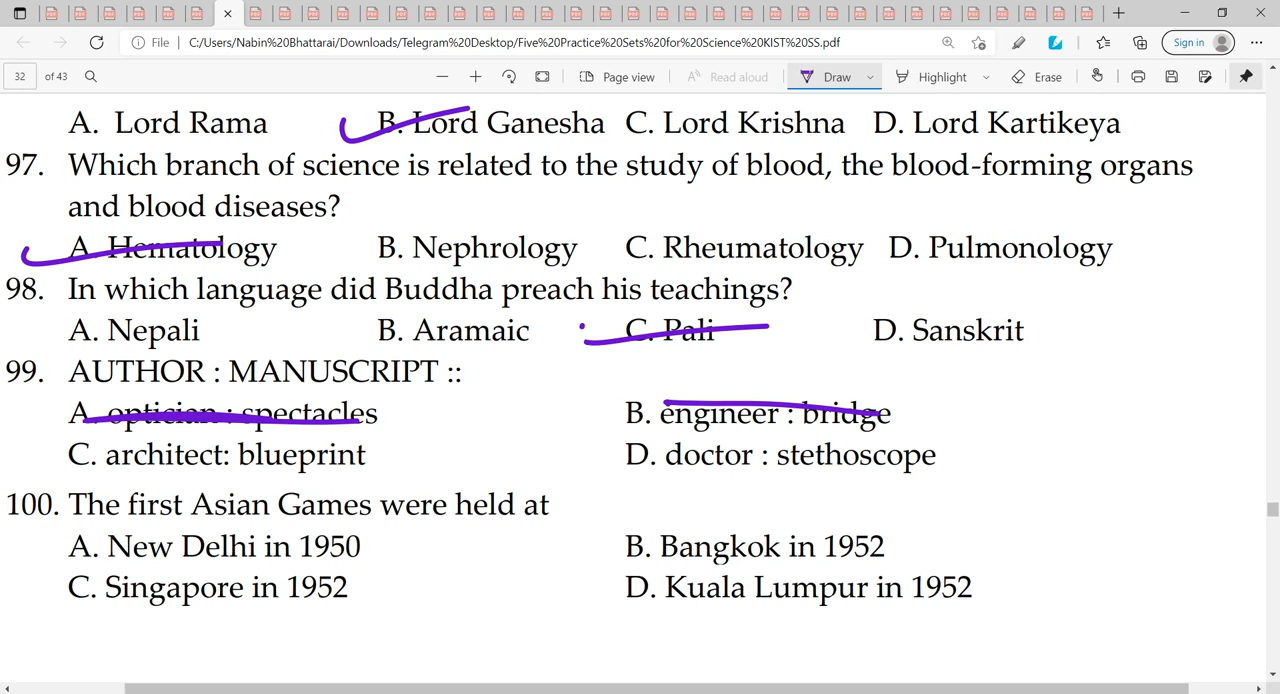 File C:/Users/Nabin%20Bhattarai/Downloads/Telegram%20Desktop/Five%20Practice%20Sets%20for%20Science%20KIST%20SS.pdf Sign in
32 of 43 Page view Read aloud Draw Highlight Erase
A. Lord Rama B. Lord Ganesha C. Lord Krishna D. Lord Kartikeya
97. Which branch of science is related to the study of blood, the blood-forming organs
and blood diseases?
A. Hematology B. Nephrology C. Rheumatology D. Pulmonology
98. In which language did Buddha preach his teachings?
A. Nepali B. Aramaic C. Pali D. Sanskrit
99. AUTHOR : MANUSCRIPT ::
A. optician : spectacles B. engineer : bridge
C. architect: blueprint D. doctor : stethoscope
100. The first Asian Games were held at
A. New Delhi in 1950 B. Bangkok in 1952
C. Singapore in 1952 D. Kuala Lumpur in 1952